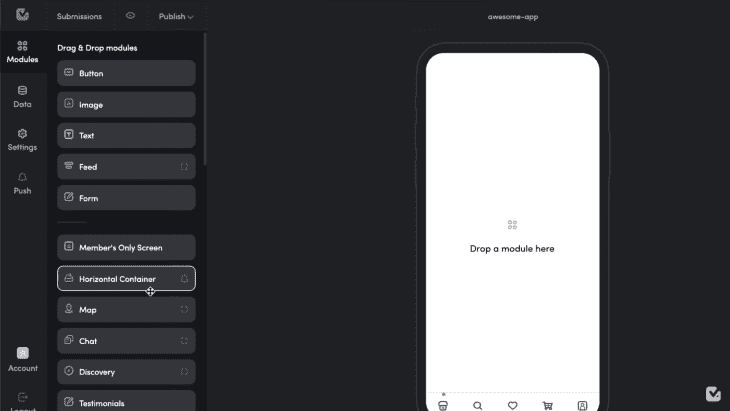 Submissions
Publish
awesome-app
Modules
Data
Settings
Push
Account
Logout
Drag & Drop modules
Button
Image
Text
Feed
Form
Member's Only Screen
Horizontal Container
Map
Chat
Discovery
Testimonials
Drop a module here